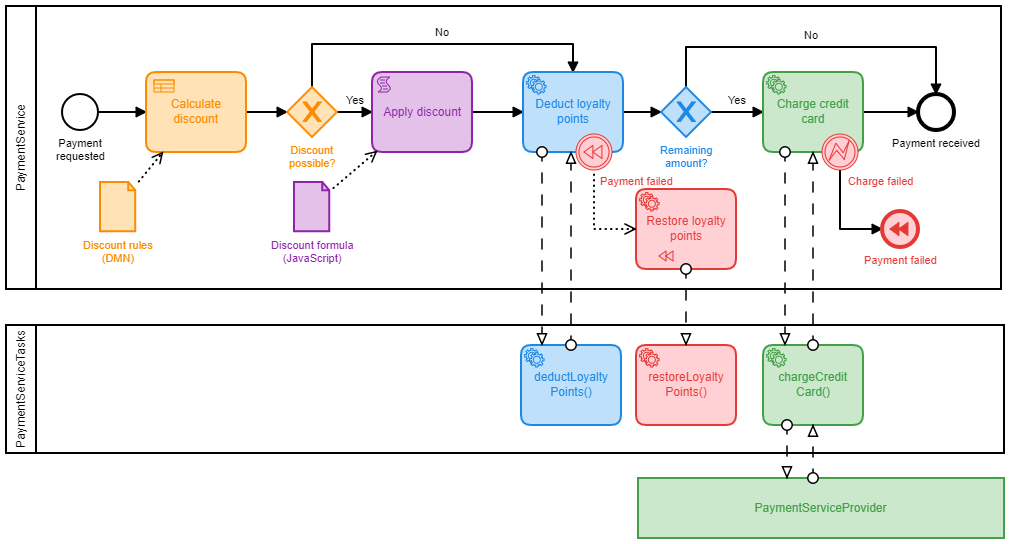 PaymentService
Payment
requested
Calculate
discount
Discount rules
(DMN)
Discount
possible?
Yes
No
Apply discount
Discount formula
(JavaScript)
Deduct loyalty
points
Payment failed
Restore loyalty
points
Remaining
amount?
Yes
No
Charge credit
card
Charge failed
Payment failed
Payment received
PaymentServiceTasks
deductLoyalty
Points()
restoreLoyalty
Points()
chargeCredit
Card()
PaymentServiceProvider